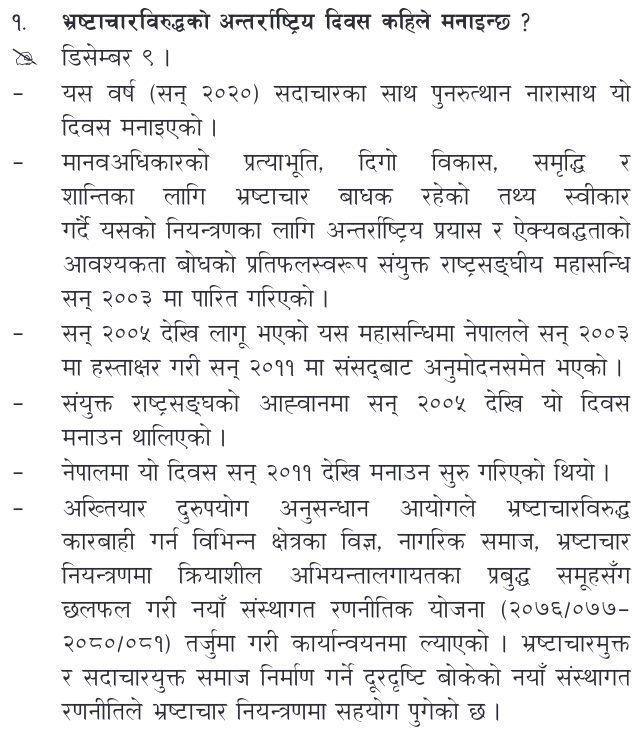 १. भ्रष्टाचारविरुद्धको अन्तर्राष्ट्रिय दिवस कहिले मनाइन्छ ?
डिसेम्बर ९ ।
– यस वर्ष (सन् २०२०) सदाचारका साथ पुनरुत्थान नारासाथ यो
दिवस मनाइएको ।
– मानवअधिकारको प्रत्याभूति, दिगो विकास, समृद्धि र
शान्तिका लागि भ्रष्टाचार बाधक रहेको तथ्य स्वीकार
गर्दै यसको नियन्त्रणका लागि अन्तर्राष्ट्रिय प्रयास र ऐक्यबद्धताको
आवश्यकता बोधको प्रतिफलस्वरूप संयुक्त राष्ट्रसङ्घीय महासन्धि
सन् २००३ मा पारित गरिएको ।
– सन् २००५ देखि लागू भएको यस महासन्धिमा नेपालले सन् २००३
मा हस्ताक्षर गरी सन् २०११ मा संसद्बाट अनुमोदनसमेत भएको ।
– संयुक्त राष्ट्रसङ्घको आह्वानमा सन् २००५ देखि यो दिवस
मनाउन थालिएको ।
– नेपालमा यो दिवस सन् २०११ देखि मनाउन सुरु गरिएको थियो ।
– अख्तियार दुरुपयोग अनुसन्धान आयोगले भ्रष्टाचारविरुद्ध
कारबाही गर्न विभिन्न क्षेत्रका विज्ञ, नागरिक समाज, भ्रष्टाचार
नियन्त्रणमा क्रियाशील अभियन्तालगायतका प्रबुद्ध समूहसँग
छलफल गरी नयाँ संस्थागत रणनीतिक योजना (२०७६/०७७–
२०८०/०८१) तर्जुमा गरी कार्यान्वयनमा ल्याएको । भ्रष्टाचारमुक्त
र सदाचारयुक्त समाज निर्माण गर्ने दूरदृष्टि बोकेको नयाँ संस्थागत
रणनीतिले भ्रष्टाचार नियन्त्रणमा सहयोग पुगेको छ ।